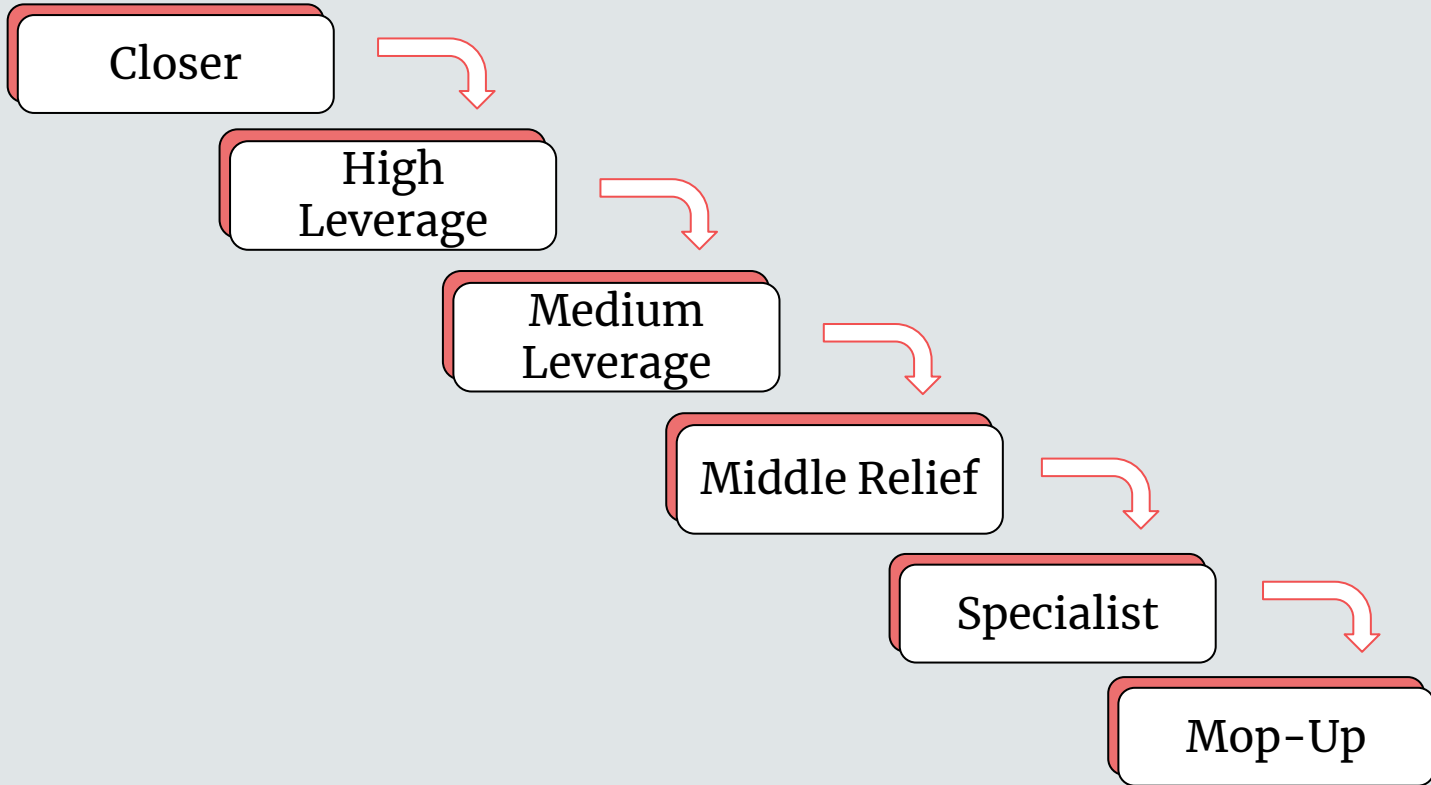 Closer
High
Leverage
Medium
Leverage
Middle Relief
Specialist
Mop-Up